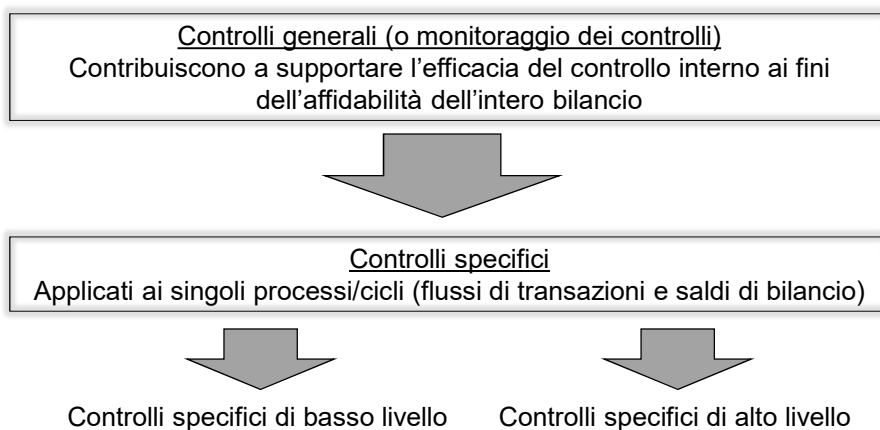 Controlli generali (o monitoraggio dei controlli)
Contribuiscono a supportare l'efficacia del controllo interno ai fini
dell'affidabilità dell'intero bilancio
Controlli specifici
Applicati ai singoli processi/cicli (flussi di transazioni e saldi di bilancio)
Controlli specifici di basso livello
Controlli specifici di alto livello